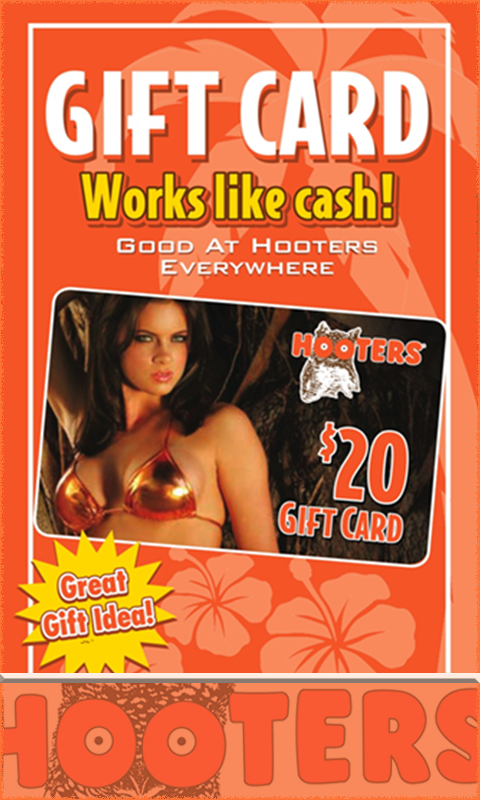 GIFT CARD
Works like cash!
GOOD AT HOOTERS
EVERYWHERE
HOOTERS
$20
GIFT CARD
Great
Gift Idea!
HOOTERS